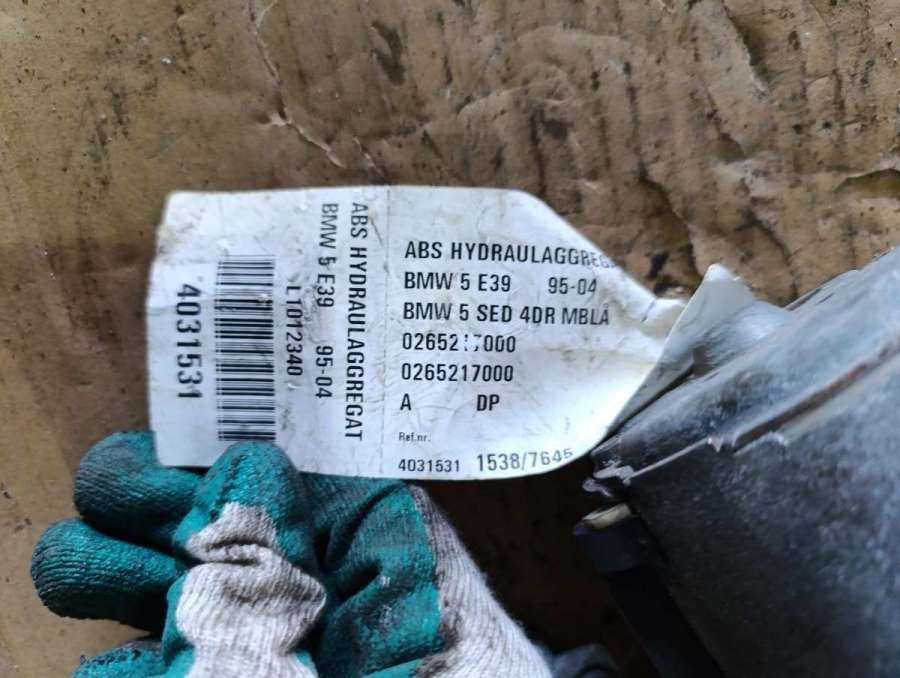 ABS HYDRAULAGGREGAT
BMW 5 E39 95-04
L1012340
4031531
ABS HYDRAULAGGREG
BMW 5 E39 95-04
BMW 5 SED 4DR MBLÅ
0265217000
0265217000
A DP
Ref.nr.
4031531 1538/7645